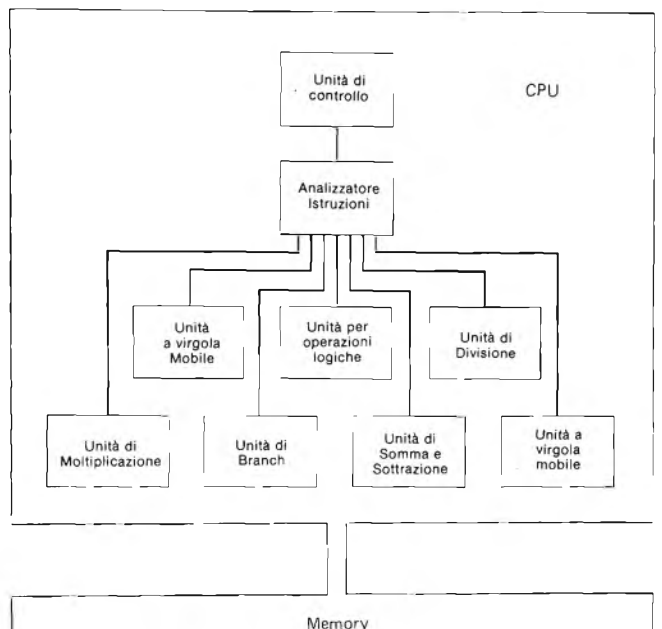 Unità di
controllo
CPU
Analizzatore
Istruzioni
Unità
a virgola
Mobile
Unità per
operazioni
logiche
Unità di
Divisione
Unità di
Moltiplicazione
Unità di
Branch
Unità di
Somma e
Sottrazione
Unità a
virgola
mobile
Memory